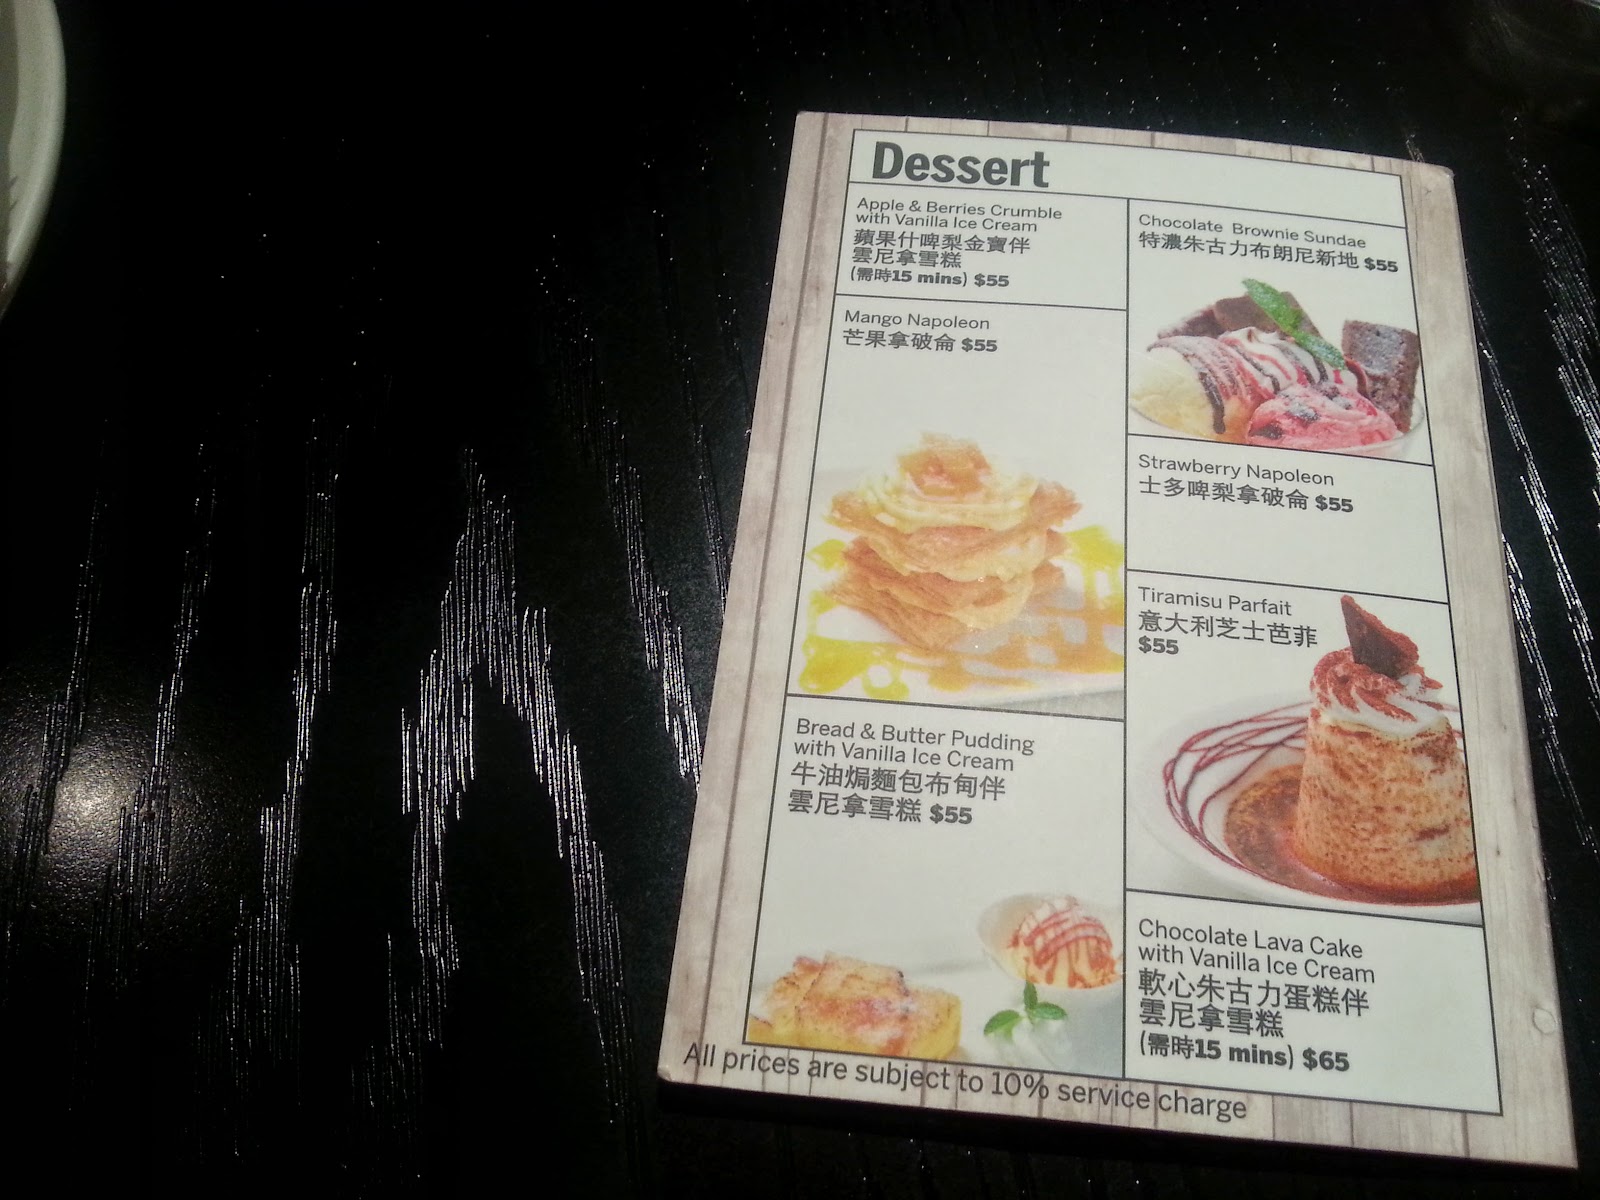 Dessert
Apple & Berries Crumble
with Vanilla Ice Cream
蘋果什啤梨金寶伴
雲尼拿雪糕
(需時15 mins) $55
Mango Napoleon
芒果拿破侖 $55
Bread & Butter Pudding
with Vanilla Ice Cream
牛油焗麵包布甸伴
雲尼拿雪糕 $55
Chocolate Brownie Sundae
特濃朱古力布朗尼新地 $55
Strawberry Napoleon
士多啤梨拿破侖 $55
Tiramisu Parfait
意大利芝士芭菲
$55
Chocolate Lava Cake
with Vanilla Ice Cream
軟心朱古力蛋糕伴
雲尼拿雪糕
(需時15 mins) $65
All prices are subject to 10% service charge